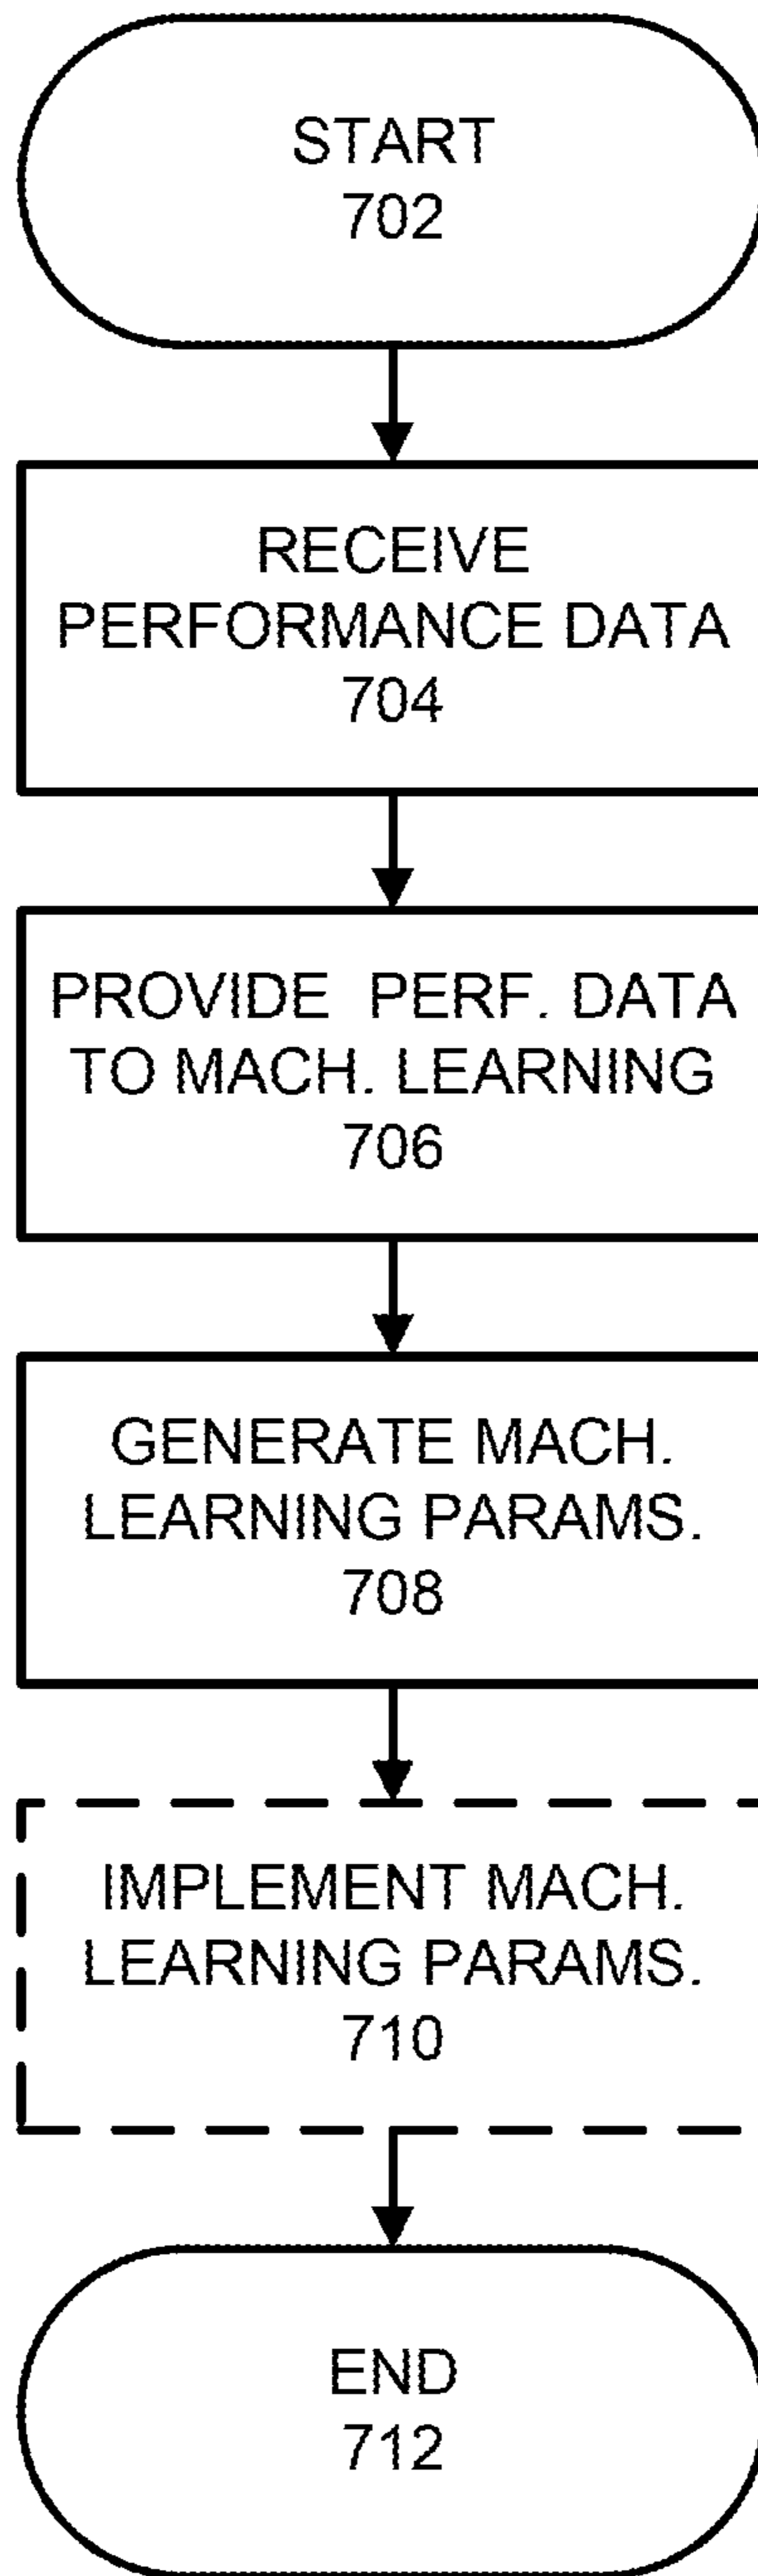 START
702
RECEIVE
PERFORMANCE DATA
704
PROVIDE PERF. DATA
TO MACH. LEARNING
706
GENERATE MACH.
LEARNING PARAMS.
708
IMPLEMENT MACH.
LEARNING PARAMS.
710
END
712